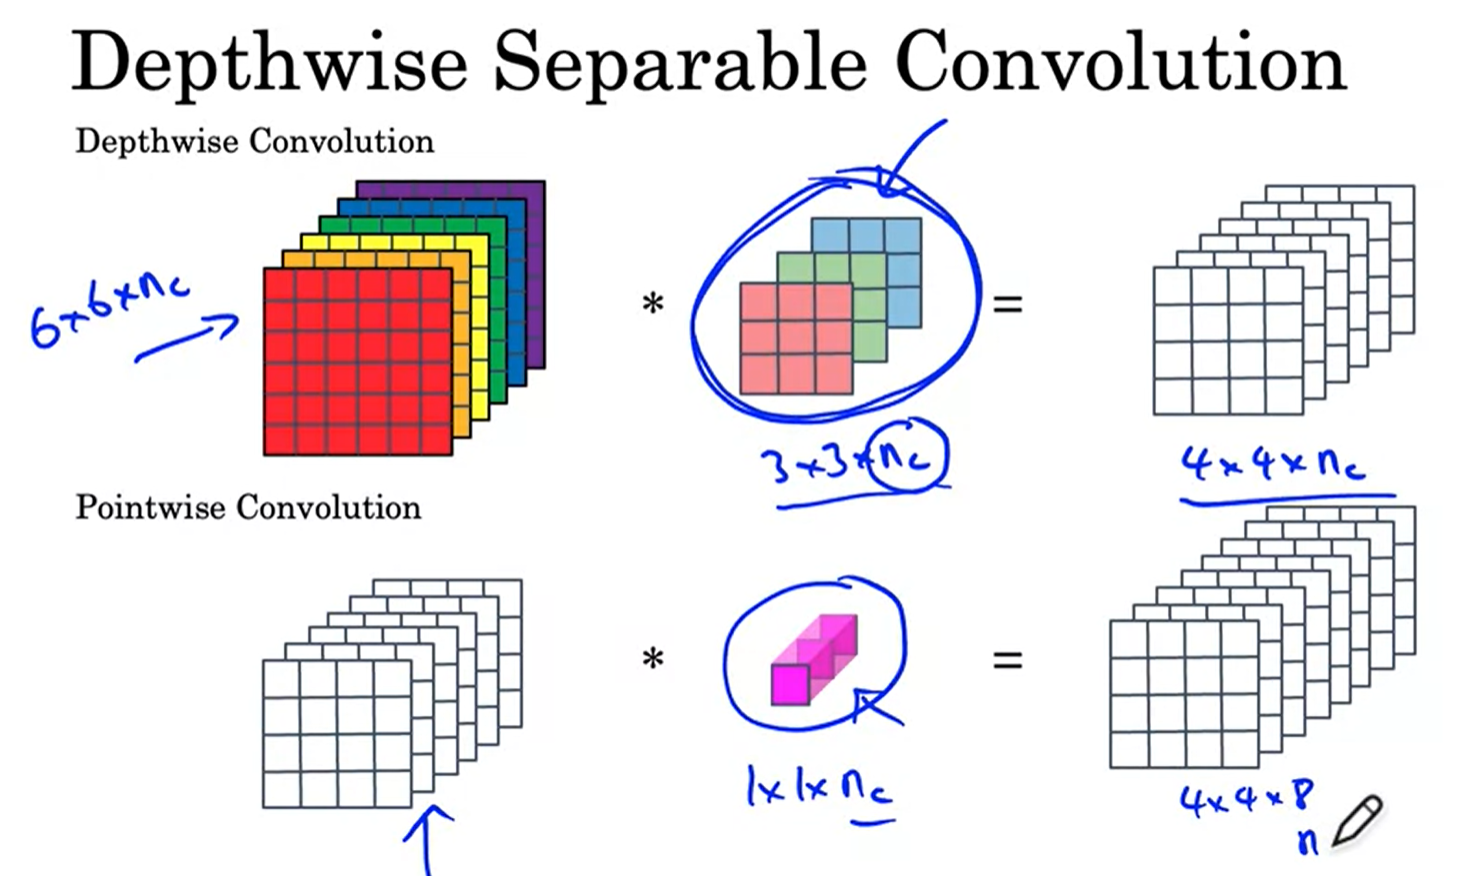 Depthwise Separable Convolution
Depthwise Convolution
6×6×nc
*
=
3×3×nc
4×4×nc
Pointwise Convolution
*
=
1×1×nc
4×4×8
n